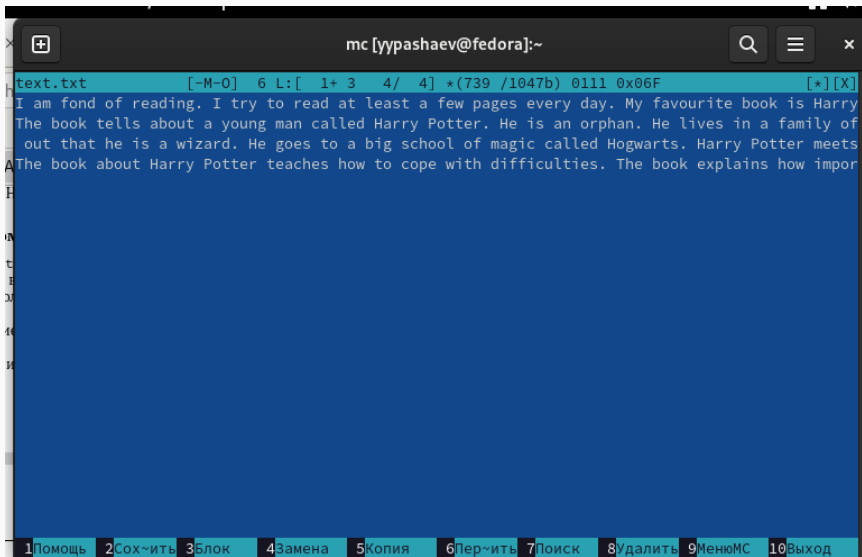 mc [yypashaev@fedora]:~
text.txt [-M-O] 6 L:[ 1+ 3 4/ 4] *(739 /1047b) 0111 0x06F [*][X]
I am fond of reading. I try to read at least a few pages every day. My favourite book is Harry
The book tells about a young man called Harry Potter. He is an orphan. He lives in a family of
out that he is a wizard. He goes to a big school of magic called Hogwarts. Harry Potter meets
The book about Harry Potter teaches how to cope with difficulties. The book explains how impor
1Помощь 2Сох~ить 3Блок 4Замена 5Копия 6Пер~ить 7Поиск 8Удалить 9МенюMC 10Выход